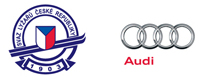 SVAZ LYŽAŘŮ ČESKÉ REPUBLIKY
1903
Audi